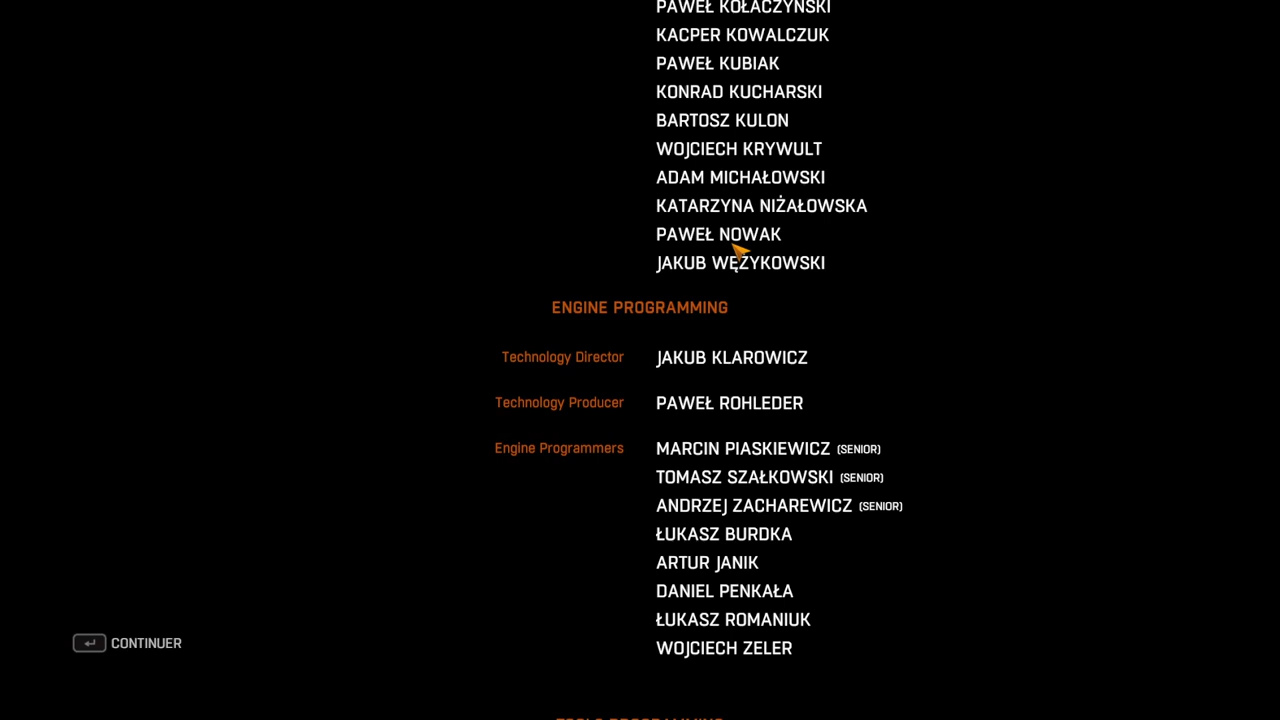 PAWEŁ KOŁACZYŃSKI
KACPER KOWALCZUK
PAWEŁ KUBIAK
KONRAD KUCHARSKI
BARTOSZ KULON
WOJCIECH KRYWULT
ADAM MICHAŁOWSKI
KATARZYNA NIŻAŁOWSKA
PAWEŁ NOWAK
JAKUB WĘŻYKOWSKI
ENGINE PROGRAMMING
Technology Director JAKUB KLAROWICZ
Technology Producer PAWEŁ ROHLEDER
Engine Programmers MARCIN PIASKIEWICZ (SENIOR)
TOMASZ SZAŁKOWSKI (SENIOR)
ANDRZEJ ZACHAREWICZ (SENIOR)
ŁUKASZ BURDKA
ARTUR JANIK
DANIEL PENKAŁA
ŁUKASZ ROMANIUK
CONTINUER
WOJCIECH ZELER
TOOLS PROGRAMMING